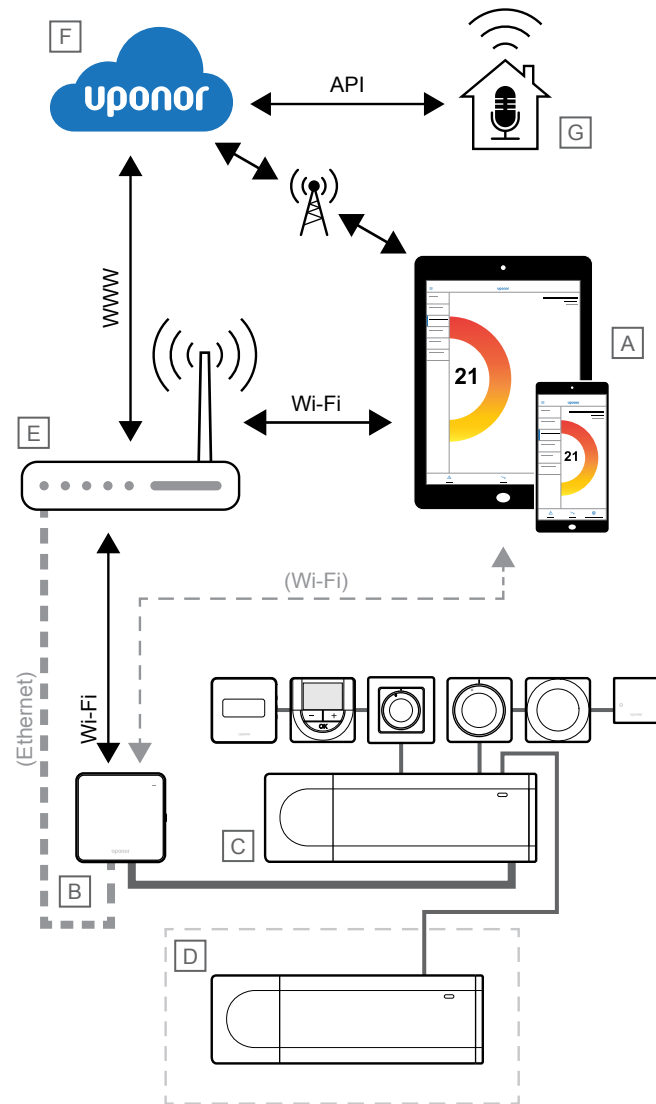 F
uponor
API
G
WWW
uponor
A
21
Wi-Fi
uponor
21
E
(Wi-Fi)
(Ethernet)
Wi-Fi
- +
OK
uponor
C
B
D